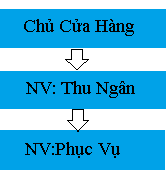 Chủ Cửa Hàng
NV: Thu Ngân
NV:Phục Vụ